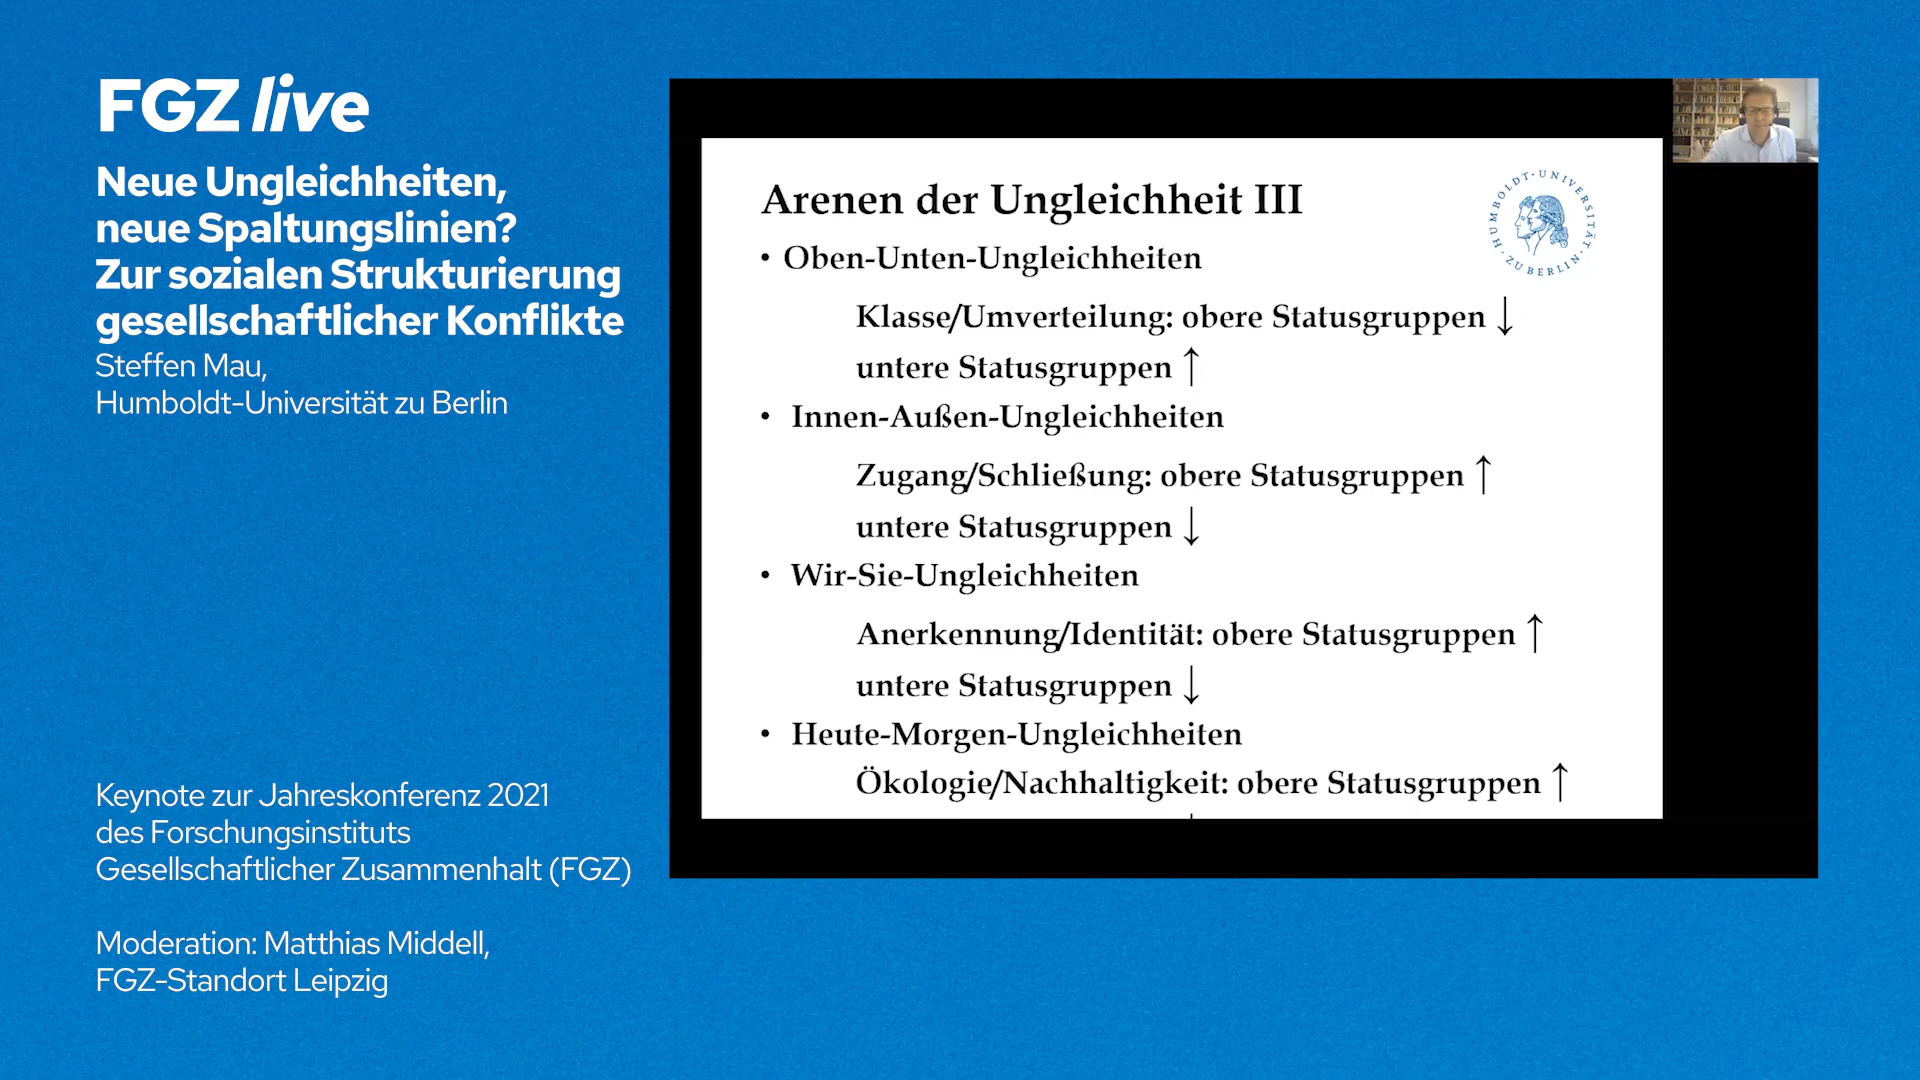 FGZ live
Neue Ungleichheiten,
neue Spaltungslinien?
Zur sozialen Strukturierung
gesellschaftlicher Konflikte
Steffen Mau,
Humboldt-Universität zu Berlin
Keynote zur Jahreskonferenz 2021
des Forschungsinstituts
Gesellschaftlicher Zusammenhalt (FGZ)
Moderation: Matthias Middell,
FGZ-Standort Leipzig
Arenen der Ungleichheit III
HUMBOLDT-UNIVERSITÄT
ZU BERLIN
• Oben-Unten-Ungleichheiten
Klasse/Umverteilung: obere Statusgruppen ↓
untere Statusgruppen ↑
• Innen-Außen-Ungleichheiten
Zugang/Schließung: obere Statusgruppen ↑
untere Statusgruppen ↓
• Wir-Sie-Ungleichheiten
Anerkennung/Identität: obere Statusgruppen ↑
untere Statusgruppen ↓
• Heute-Morgen-Ungleichheiten
Ökologie/Nachhaltigkeit: obere Statusgruppen ↑